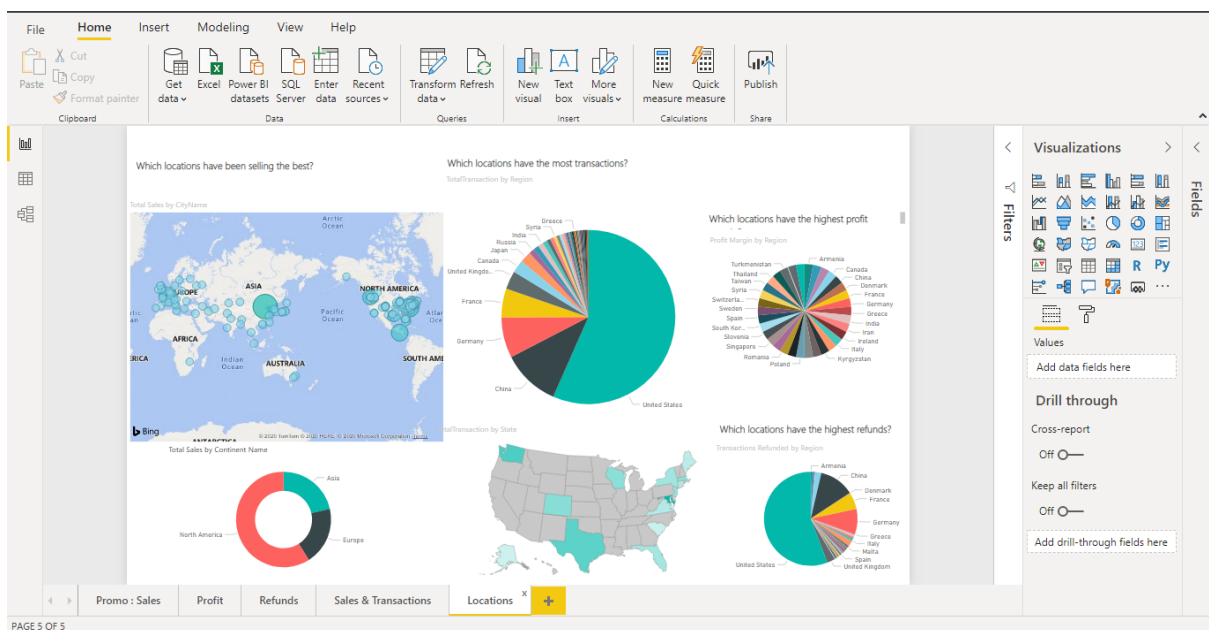 File Home Insert Modeling View Help
Paste
Cut
Copy
Format painter
Clipboard
Get data
Excel
Power BI datasets
SQL Server
Enter data
Recent sources
Data
Transform data
Refresh
Queries
New visual
Text box
More visuals
Insert
New measure
Quick measure
Calculations
Publish
Share
Which locations have been selling the best?
Total Sales by CityName
Arctic
Ocean
EUROPE
ASIA
NORTH AMERICA
Pacific
Ocean
AFRICA
Indian
Ocean
AUSTRALIA
SOUTH AME
Bing
Total Sales by Continent Name
Asia
North America
Europe
Which locations have the most transactions?
TotalTransaction by Region
Greece
Syria
India
Russia
Japan
Canada
United Kingdo...
France
Germany
China
United States
TotalTransaction by State
Which locations have the highest profit
Profit Margin by Region
Turkmenistan
Armenia
Thailand
Canada
Taiwan
China
Syria
Denmark
Switzerla...
France
Sweden
Germany
Spain
Greece
South Kor...
India
Slovenia
Iran
Singapore
Ireland
Romania
Italy
Poland
Kyrgyzstan
Which locations have the highest refunds?
Transactions Refunded by Region
Armenia
China
Denmark
France
Germany
Greece
Italy
Malta
Spain
United Kingdom
United States
Filters
Visualizations
R Py
123
Values
Add data fields here
Drill through
Cross-report
Off
Keep all filters
Off
Add drill-through fields here
Fields
Promo : Sales Profit Refunds Sales & Transactions Locations x +
PAGE 5 OF 5